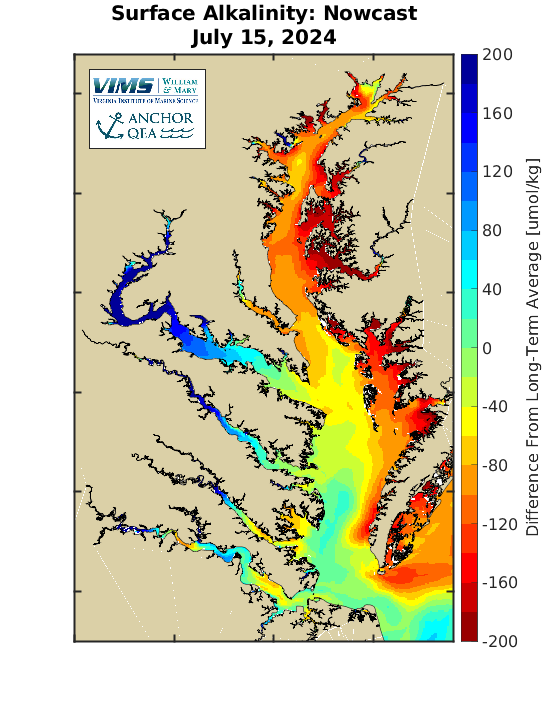 Surface Alkalinity: Nowcast
July 15, 2024
VIMS | WILLIAM & MARY
VIRGINIA INSTITUTE OF MARINE SCIENCE
ANCHOR
QEA
200
160
120
80
40
0
-40
-80
-120
-160
-200
Difference From Long-Term Average [umol/kg]